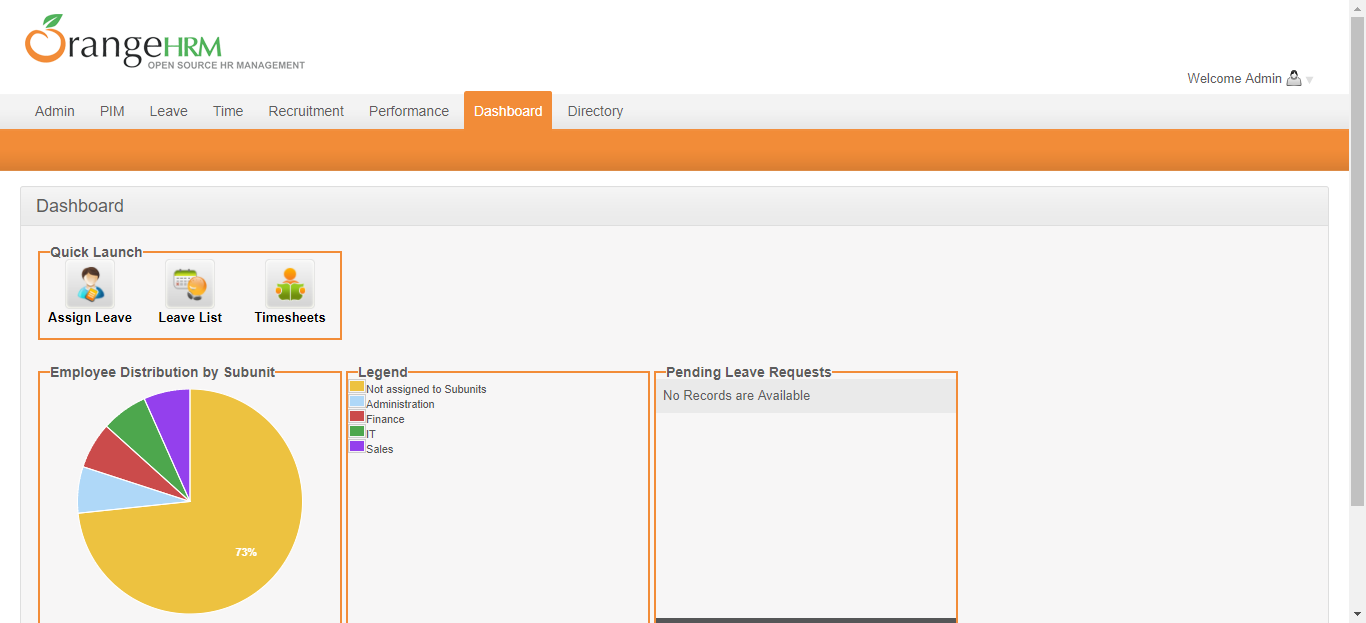 OrangeHRM
OPEN SOURCE HR MANAGEMENT
Welcome Admin
Admin PIM Leave Time Recruitment Performance Dashboard Directory
Dashboard
Quick Launch
Assign Leave Leave List Timesheets
Employee Distribution by Subunit
73%
Legend
Not assigned to Subunits
Administration
Finance
IT
Sales
Pending Leave Requests
No Records are Available